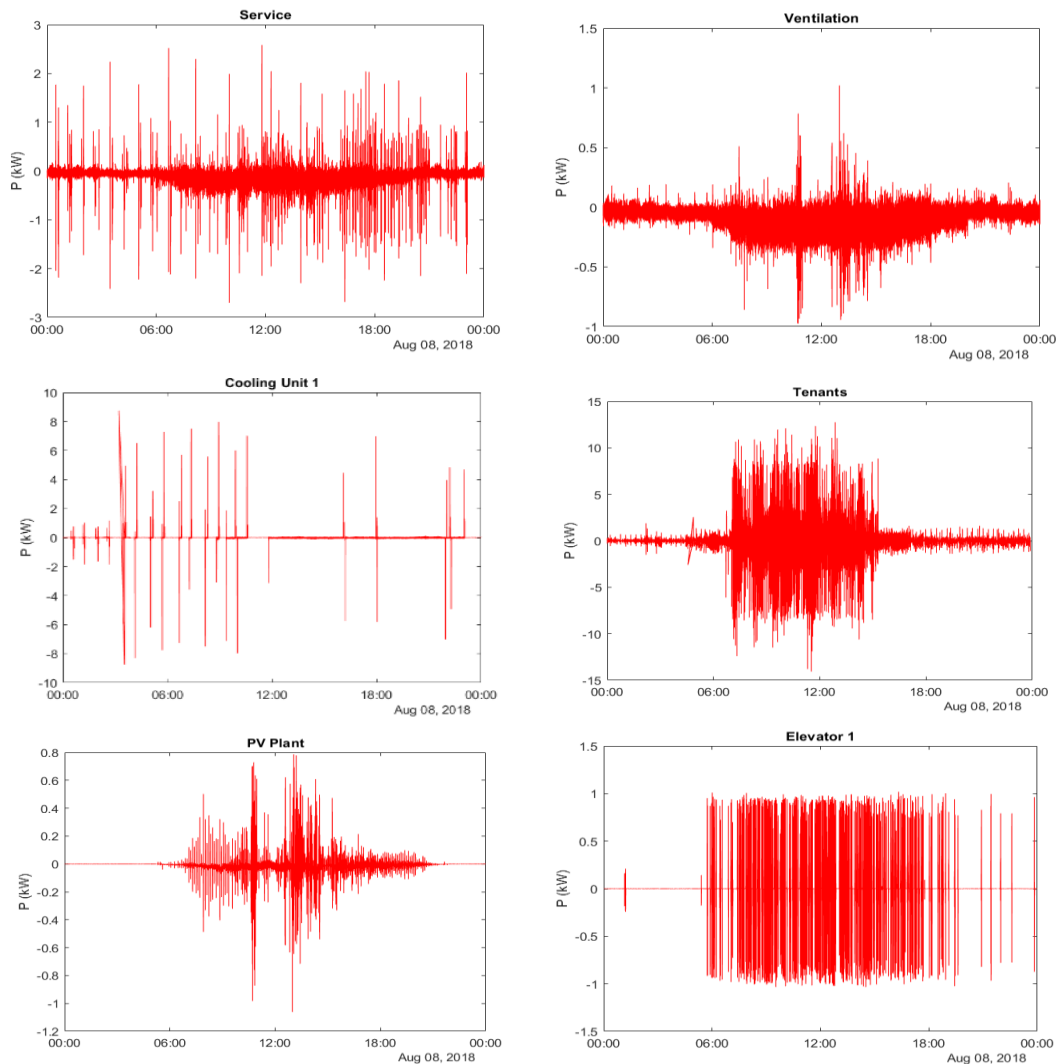 Service
3
2
1
0
-1
-2
-3
P (kW)
00:00 06:00 12:00 18:00 00:00
Aug 08, 2018
Ventilation
1.5
1
0.5
0
-0.5
-1
P (kW)
00:00 06:00 12:00 18:00 00:00
Aug 08, 2018
Cooling Unit 1
10
8
6
4
2
0
-2
-4
-6
-8
-10
P (kW)
00:00 06:00 12:00 18:00 00:00
Aug 08, 2018
Tenants
15
10
5
0
-5
-10
-15
P (kW)
00:00 06:00 12:00 18:00 00:00
Aug 08, 2018
PV Plant
0.8
0.6
0.4
0.2
0
-0.2
-0.4
-0.6
-0.8
-1
-1.2
P (kW)
00:00 06:00 12:00 18:00 00:00
Aug 08, 2018
Elevator 1
1.5
1
0.5
0
-0.5
-1
-1.5
P (kW)
00:00 06:00 12:00 18:00 00:00
Aug 08, 2018